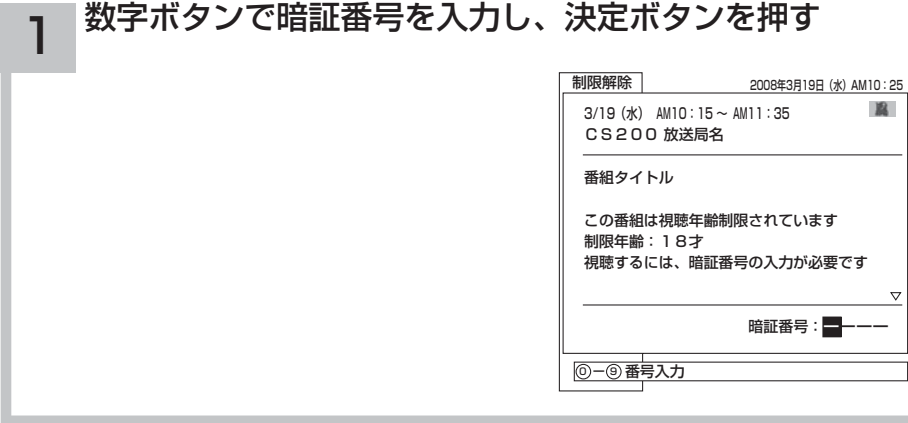 1
数字ボタンで暗証番号を入力し、決定ボタンを押す
制限解除
2008年3月19日（水）AM10：25
3/19（水） AM10：15～AM11：35
ＣＳ２００ 放送局名
番組タイトル
この番組は視聴年齢制限されています
制限年齢：１８才
視聴するには、暗証番号の入力が必要です
▽
暗証番号：－－－－
⓪－⑨番号入力